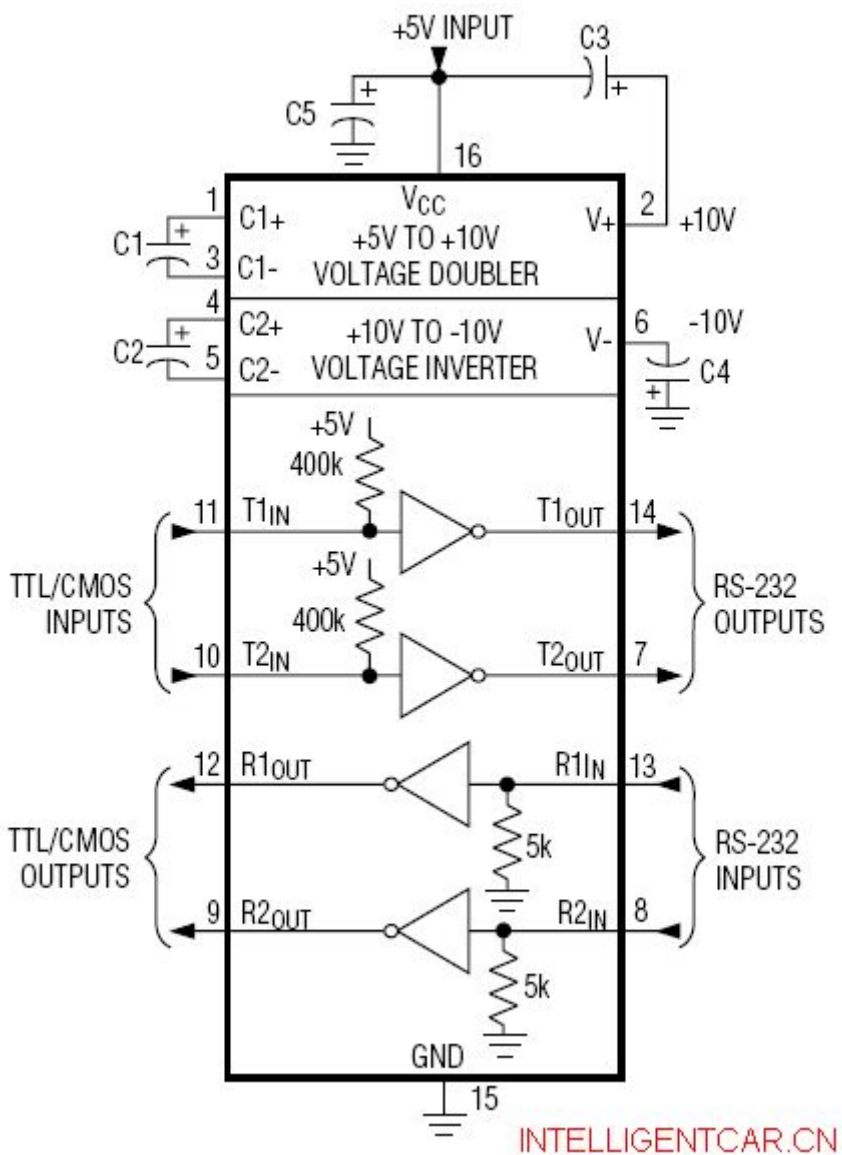 +5V INPUT
C3
+
C5
+
16
1
C1+
VCC
V+
2
+10V
C1
+
+5V TO +10V
3
C1-
VOLTAGE DOUBLER
4
C2+
+10V TO -10V
V-
6
-10V
C2
+
5
C2-
VOLTAGE INVERTER
C4
+
+5V
400k
11
T1IN
T1OUT
14
+5V
TTL/CMOS
INPUTS
RS-232
OUTPUTS
400k
10
T2IN
T2OUT
7
12
R1OUT
R1IN
13
TTL/CMOS
OUTPUTS
5k
RS-232
INPUTS
9
R2OUT
R2IN
8
5k
GND
15
INTELLIGENTCAR.CN